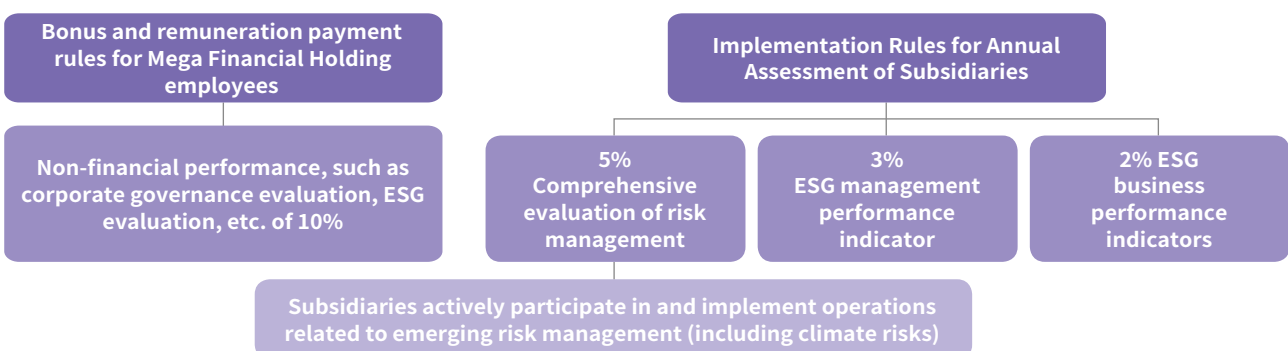 Bonus and remuneration payment
rules for Mega Financial Holding
employees
Implementation Rules for Annual
Assessment of Subsidiaries
Non-financial performance, such as
corporate governance evaluation, ESG
evaluation, etc. of 10%
5%
Comprehensive
evaluation of risk
management
3%
ESG management
performance
indicator
2% ESG
business
performance
indicators
Subsidiaries actively participate in and implement operations
related to emerging risk management (including climate risks)